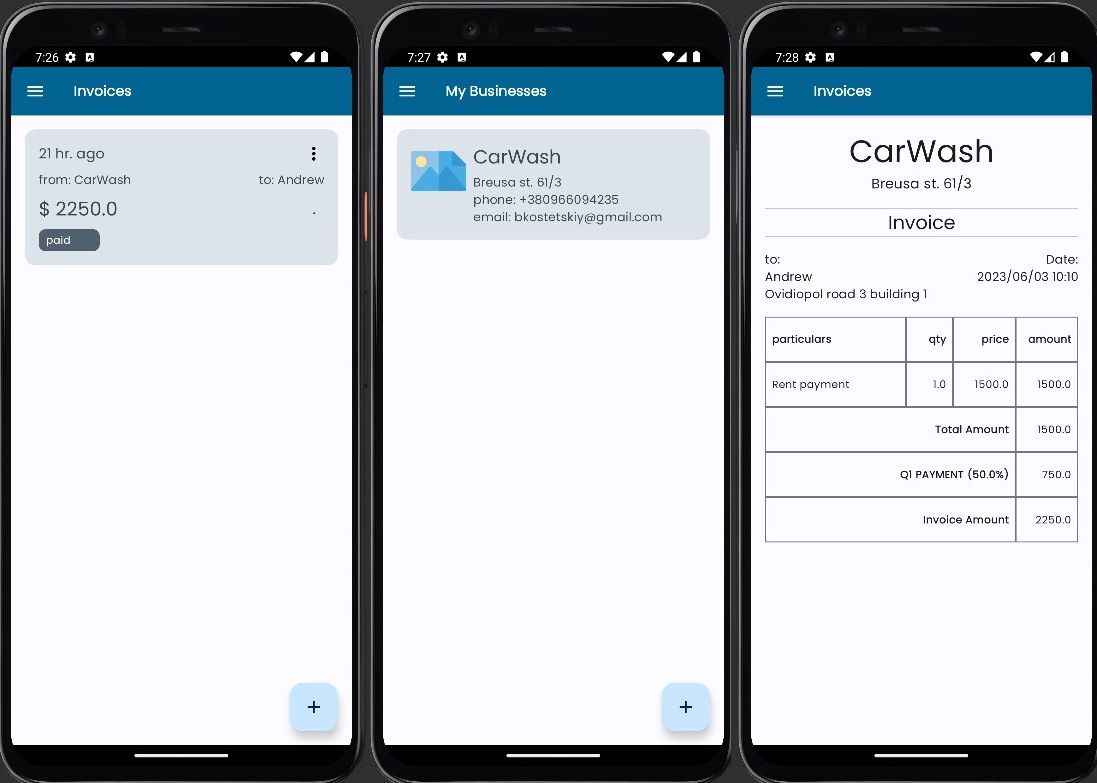 7:26
Invoices
21 hr. ago
from: CarWash
to: Andrew
$ 2250.0
.
paid
+
7:27
My Businesses
CarWash
Breusa st. 61/3
phone: +380966094235
email: bkostetskiy@gmail.com
+
7:28
Invoices
CarWash
Breusa st. 61/3
Invoice
to:
Date:
Andrew
2023/06/03 10:10
Ovidiopol road 3 building 1
particulars qty price amount
Rent payment 1.0 1500.0 1500.0
Total Amount 1500.0
Q1 PAYMENT (50.0%) 750.0
Invoice Amount 2250.0